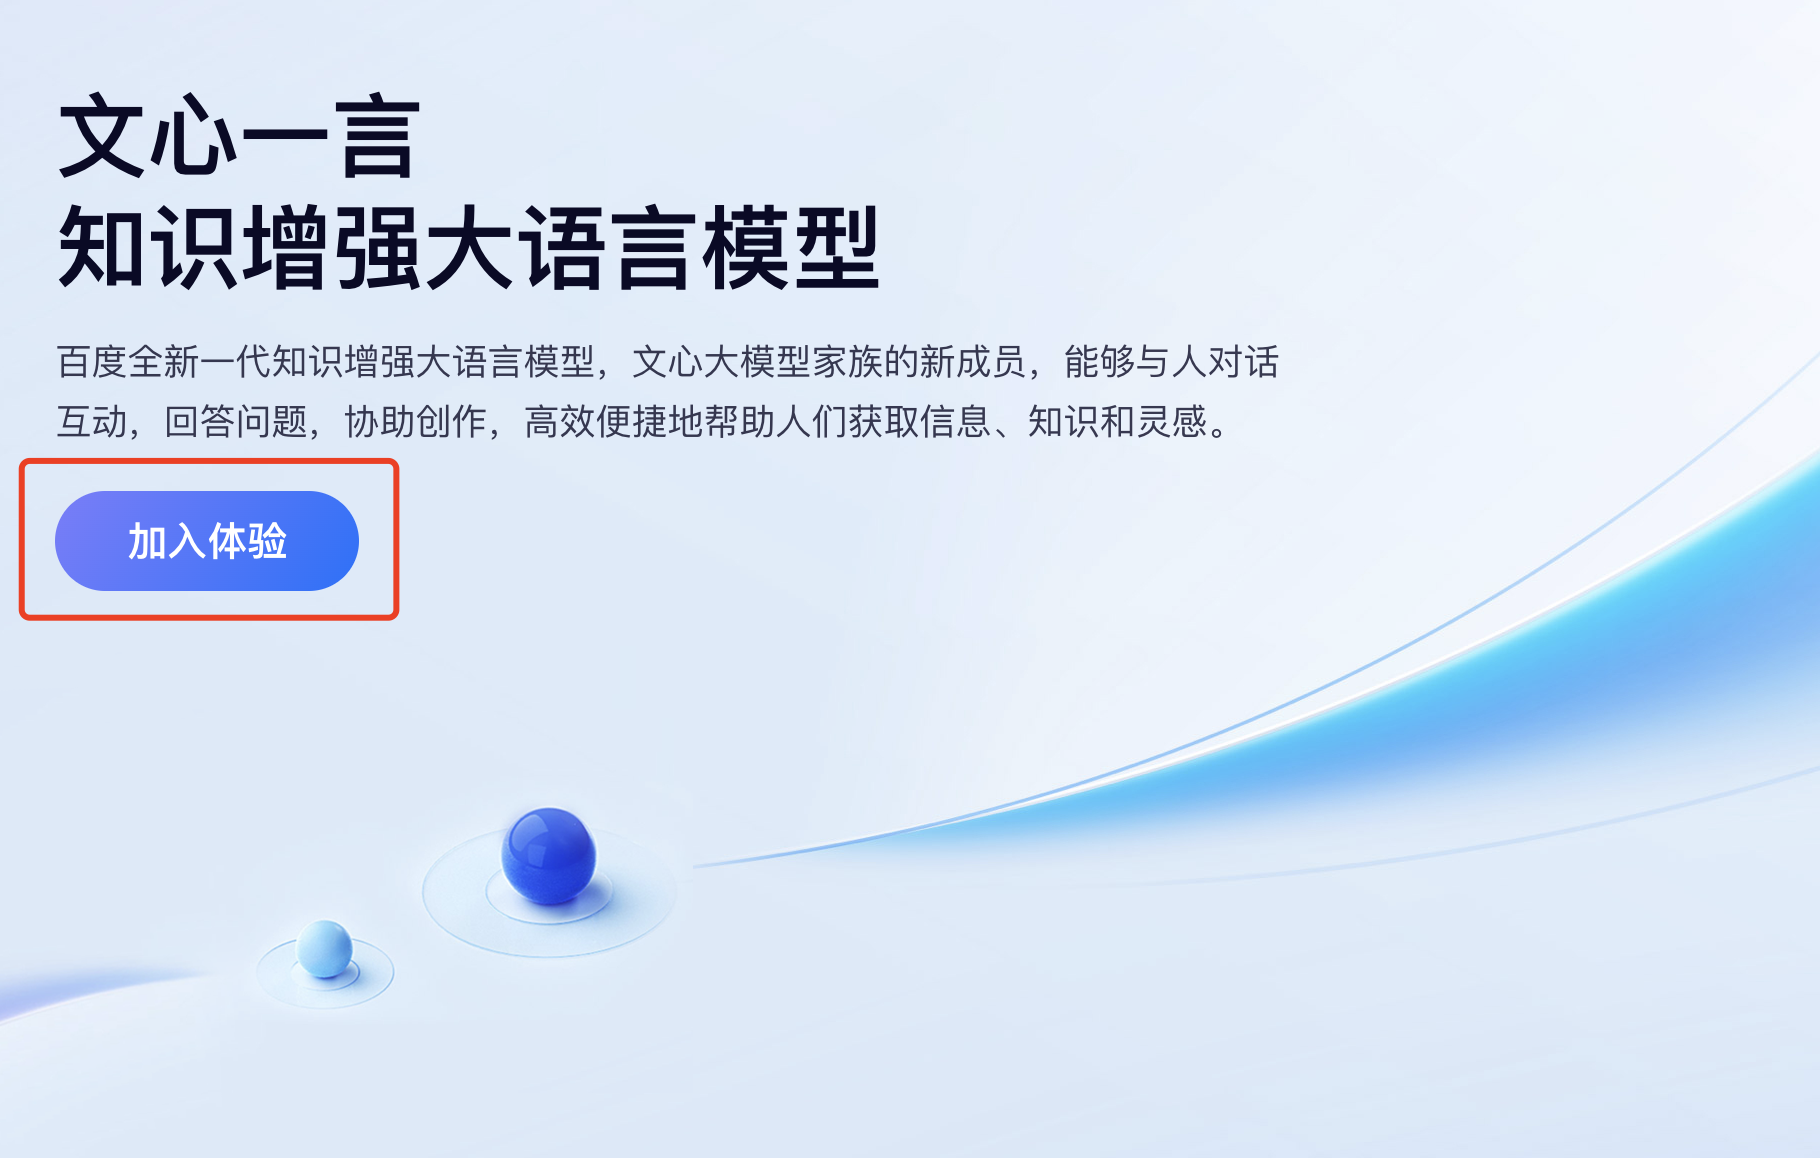 文心一言
知识增强大语言模型
百度全新一代知识增强大语言模型，文心大模型家族的新成员，能够与人对话
互动，回答问题，协助创作，高效便捷地帮助人们获取信息、知识和灵感。
加入体验